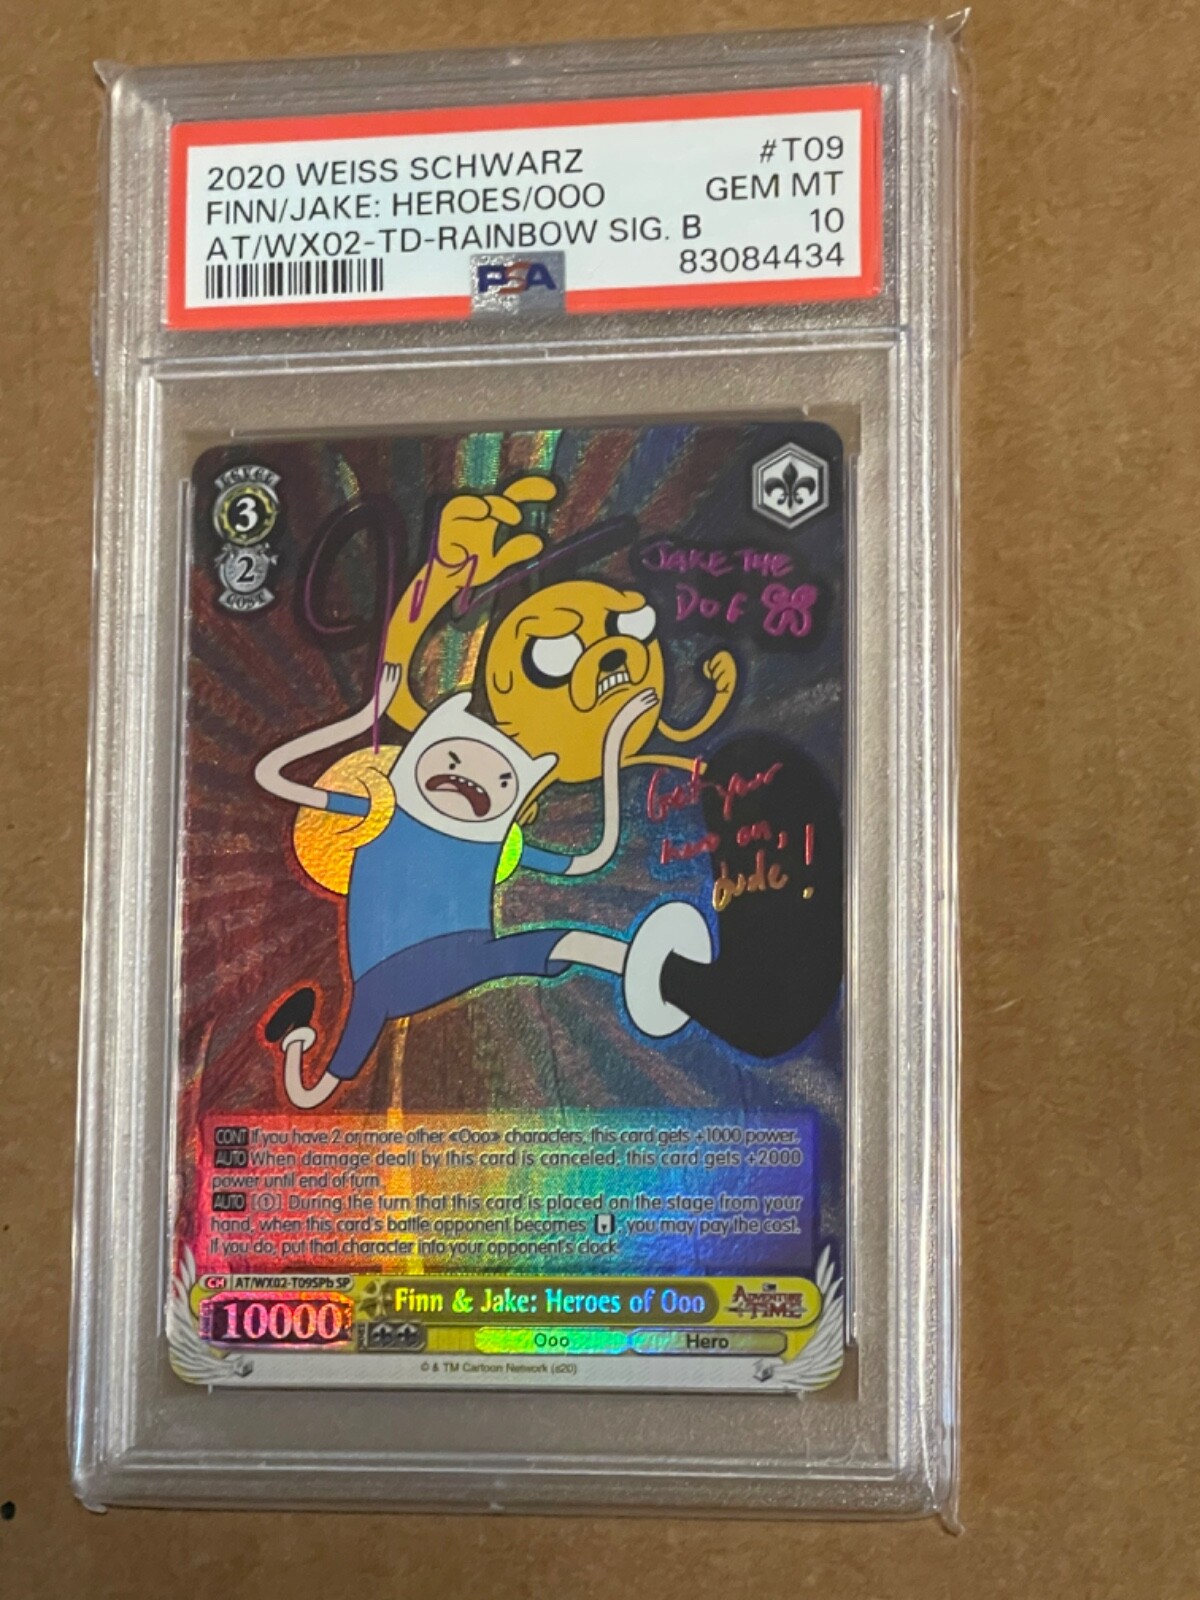 2020 WEISS SCHWARZ #T09
FINN/JAKE: HEROES/OOO GEM MT
AT/WX02-TD-RAINBOW SIG. B 10
PSA 83084434
LEVEL
3
2
COST
JAKE THE
DOG
Get your
hero on,
dude!
CONT If you have 2 or more other «Ooo» characters, this card gets +1000 power.
AUTO When damage dealt by this card is canceled, this card gets +2000
power until end of turn.
AUTO [①] During the turn that this card is placed on the stage from your
hand, when this card's battle opponent becomes , you may pay the cost.
If you do, put that character into your opponent's clock.
CH AT/WX02-T09SPb SP
10000
Finn & Jake: Heroes of Ooo
ADVENTURE
TIME
Ooo Hero
© & TM Cartoon Network (s20)